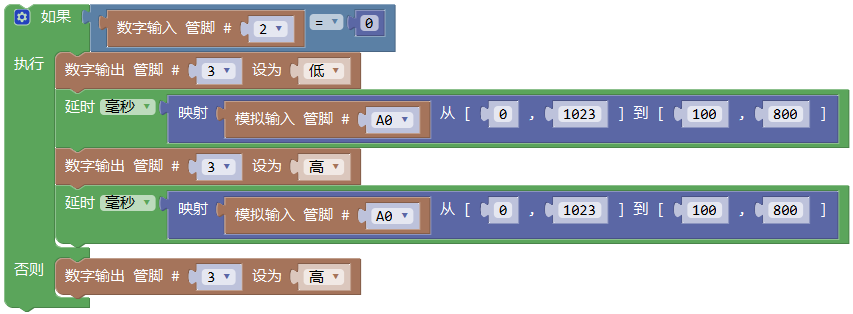 如果 数字输入 管脚 # 2 = 0
执行 数字输出 管脚 # 3 设为 低
延时 毫秒 映射 模拟输入 管脚 # A0 从 [ 0 , 1023 ] 到 [ 100 , 800 ]
数字输出 管脚 # 3 设为 高
延时 毫秒 映射 模拟输入 管脚 # A0 从 [ 0 , 1023 ] 到 [ 100 , 800 ]
否则 数字输出 管脚 # 3 设为 高